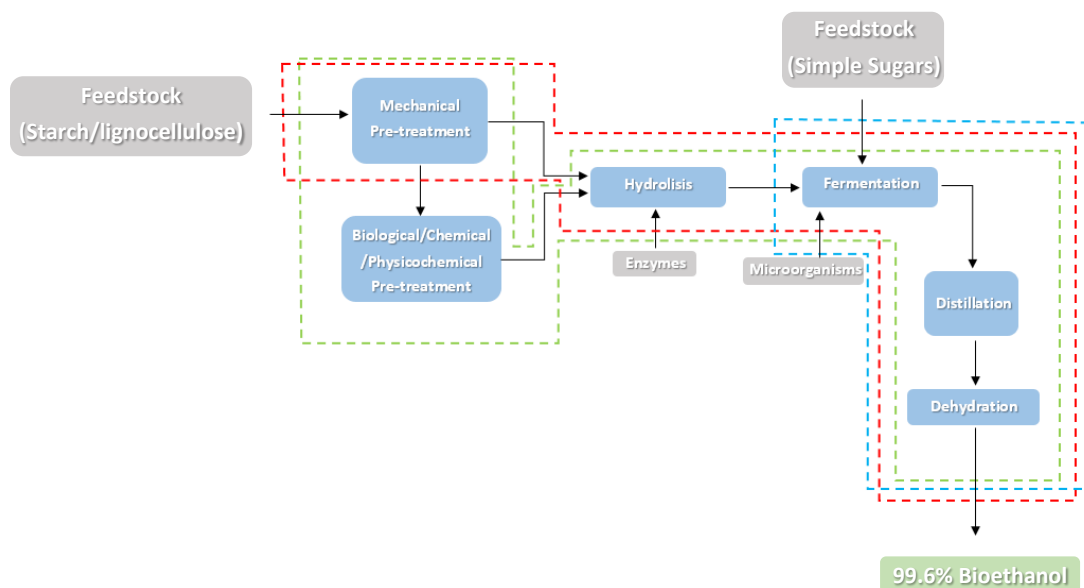 Feedstock
(Simple Sugars)
Feedstock
(Starch/lignocellulose)
Mechanical
Pre-treatment
Hydrolisis
Fermentation
Biological/Chemical
/Physicochemical
Pre-treatment
Enzymes
Microorganisms
Distillation
Dehydration
99.6% Bioethanol